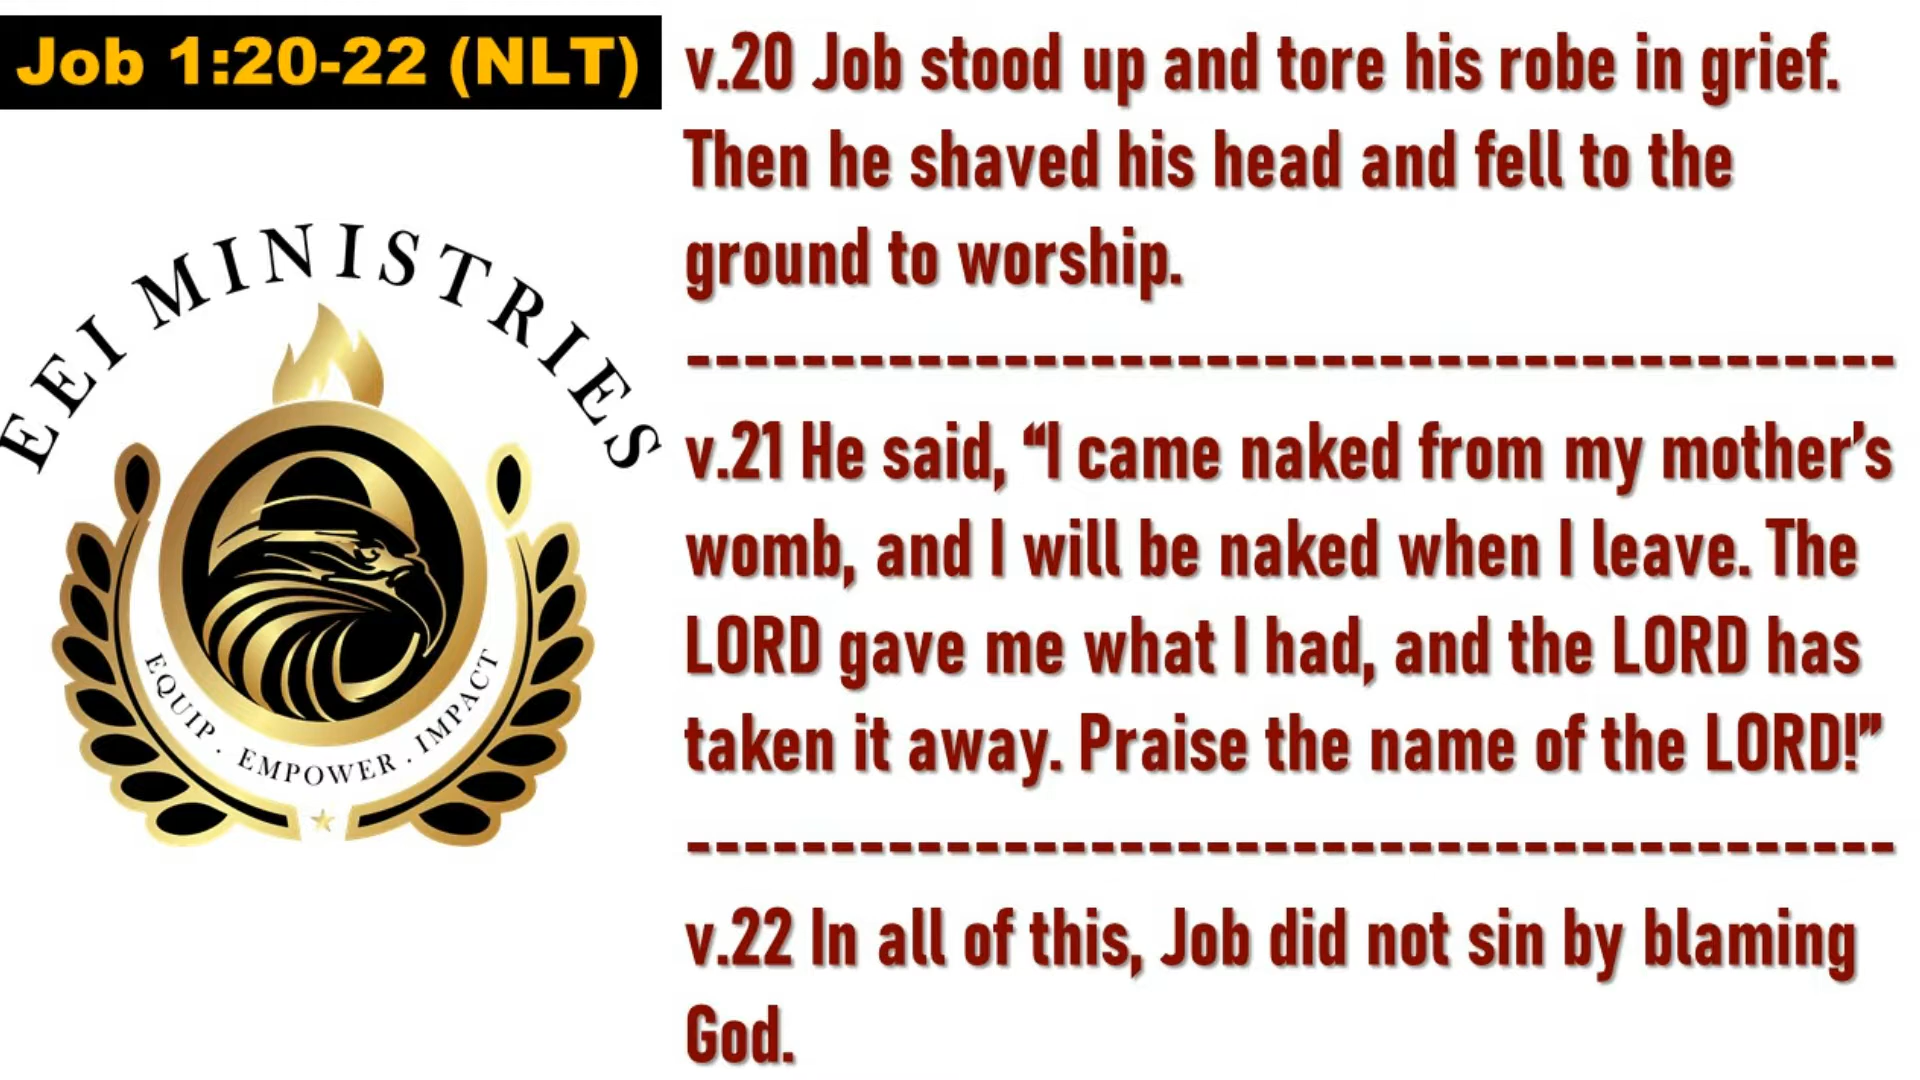 Job 1:20-22 (NLT)
EEI MINISTRIES
EQUIP . EMPOWER . IMPACT
v.20 Job stood up and tore his robe in grief.
Then he shaved his head and fell to the
ground to worship.
------------------------------------------
v.21 He said, “I came naked from my mother’s
womb, and I will be naked when I leave. The
LORD gave me what I had, and the LORD has
taken it away. Praise the name of the LORD!”
------------------------------------------
v.22 In all of this, Job did not sin by blaming
God.